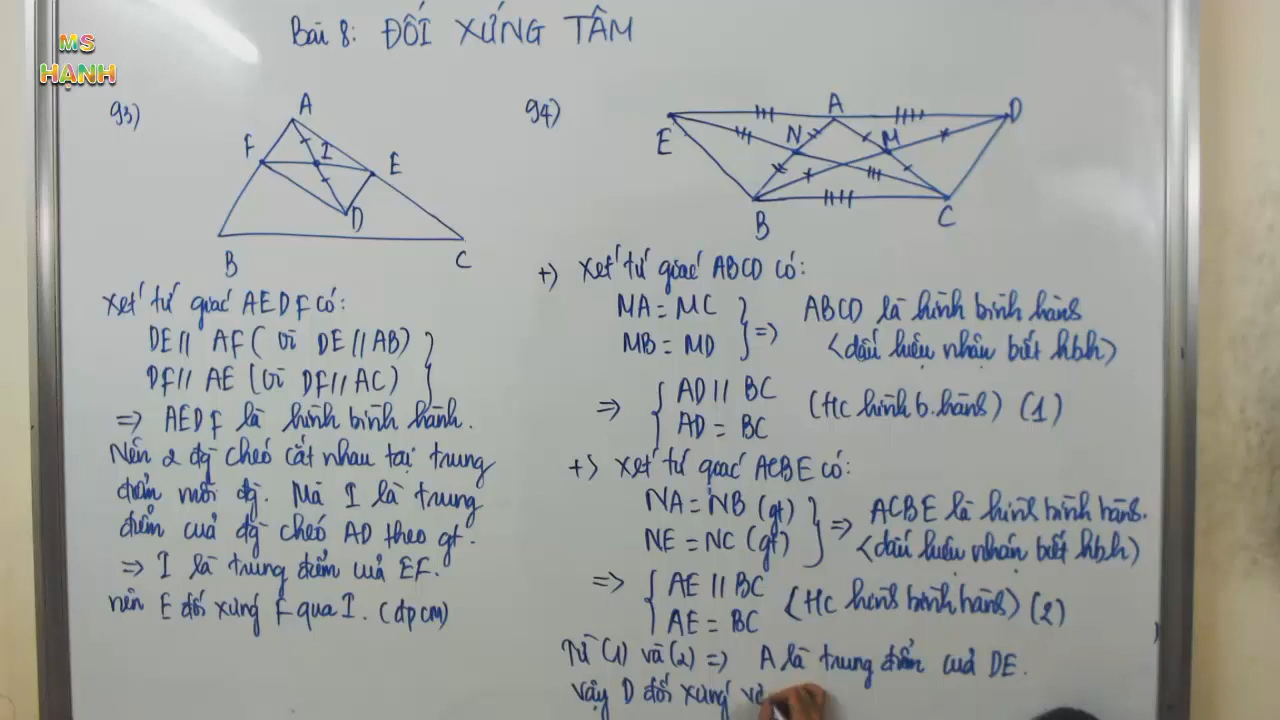 MS
HẠNH
Bài 8: ĐỐI XỨNG TÂM
93)
A
F
I
E
D
B
C
Xét tứ giác AEDF có:
DE // AF (vì DE // AB)
DF // AE (vì DF // AC)
=> AEDF là hình bình hành.
Nên 2 đg chéo cắt nhau tại trung
điểm mỗi đg. Mà I là trung
điểm của đg chéo AD theo gt.
=> I là trung điểm của EF.
nên E đối xứng F qua I. (đpcm)
94)
A
D
E
N
M
B
C
+) Xét tứ giác ABCD có:
MA = MC
MB = MD
=> ABCD là hình bình hành
(dấu hiệu nhận biết hbh)
=> AD // BC
AD = BC
(Hc hình b.hành) (1)
+) Xét tứ giác ACBE có:
NA = NB (gt)
NE = NC (gt)
=> ACBE là hình bình hành.
(dấu hiệu nhận biết hbh)
=> AE // BC
AE = BC
(Hc hình bình hành) (2)
Từ (1) và (2) => A là trung điểm của DE.
Vậy D đối xứng vớ